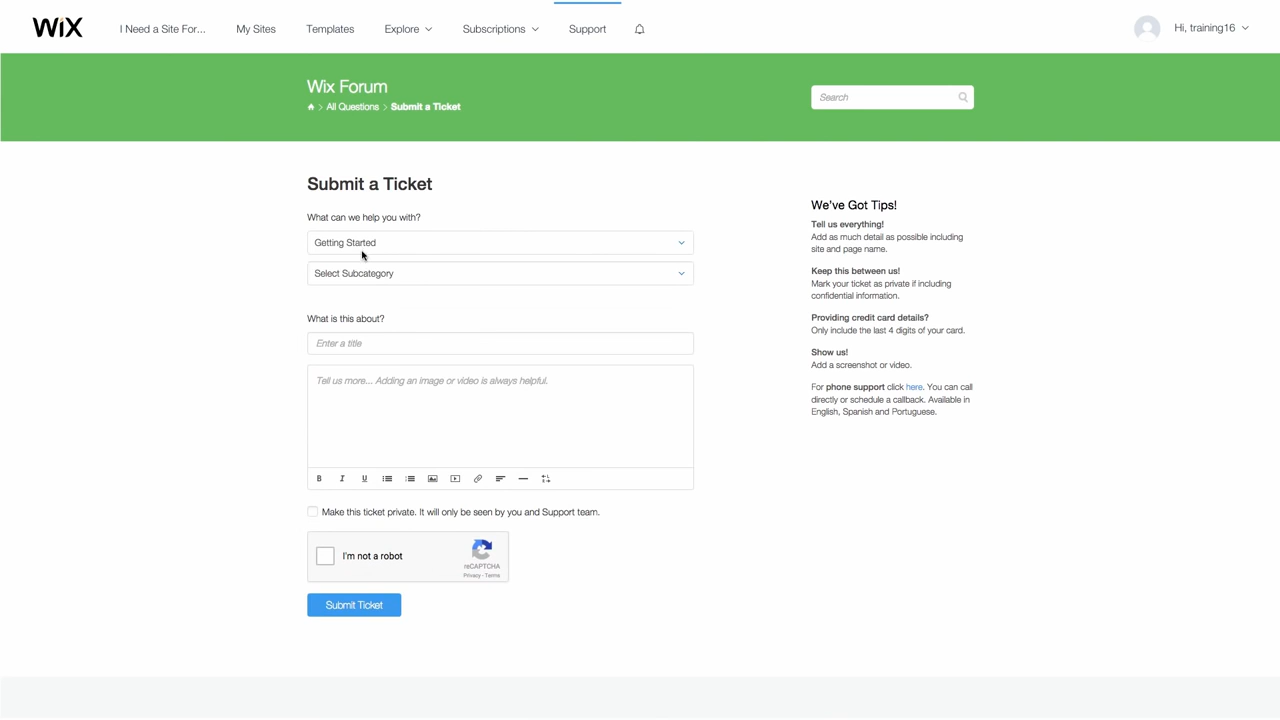 WiX
I Need a Site For...
My Sites
Templates
Explore
Subscriptions
Support
Hi, training16
Wix Forum
> All Questions > Submit a Ticket
Search
Submit a Ticket
What can we help you with?
Getting Started
Select Subcategory
What is this about?
Enter a title
Tell us more... Adding an image or video is always helpful.
B I U
Make this ticket private. It will only be seen by you and Support team.
I'm not a robot
reCAPTCHA
Privacy - Terms
Submit Ticket
We've Got Tips!
Tell us everything!
Add as much detail as possible including
site and page name.
Keep this between us!
Mark your ticket as private if including
confidential information.
Providing credit card details?
Only include the last 4 digits of your card.
Show us!
Add a screenshot or video.
For phone support click here. You can call
directly or schedule a callback. Available in
English, Spanish and Portuguese.